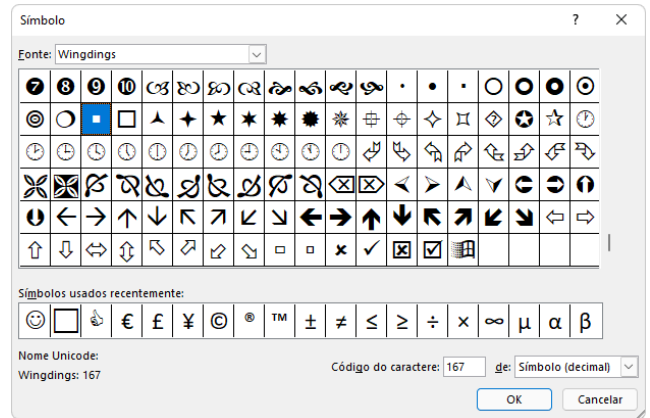 Símbolo ? ×
Fonte: Wingdings
Símbolos usados recentemente:
€ £ ¥ © ® ™ ± ≠ ≤ ≥ ÷ × ∞ µ α β
Nome Unicode:
Wingdings: 167
Código do caractere: 167 de: Símbolo (decimal)
OK Cancelar